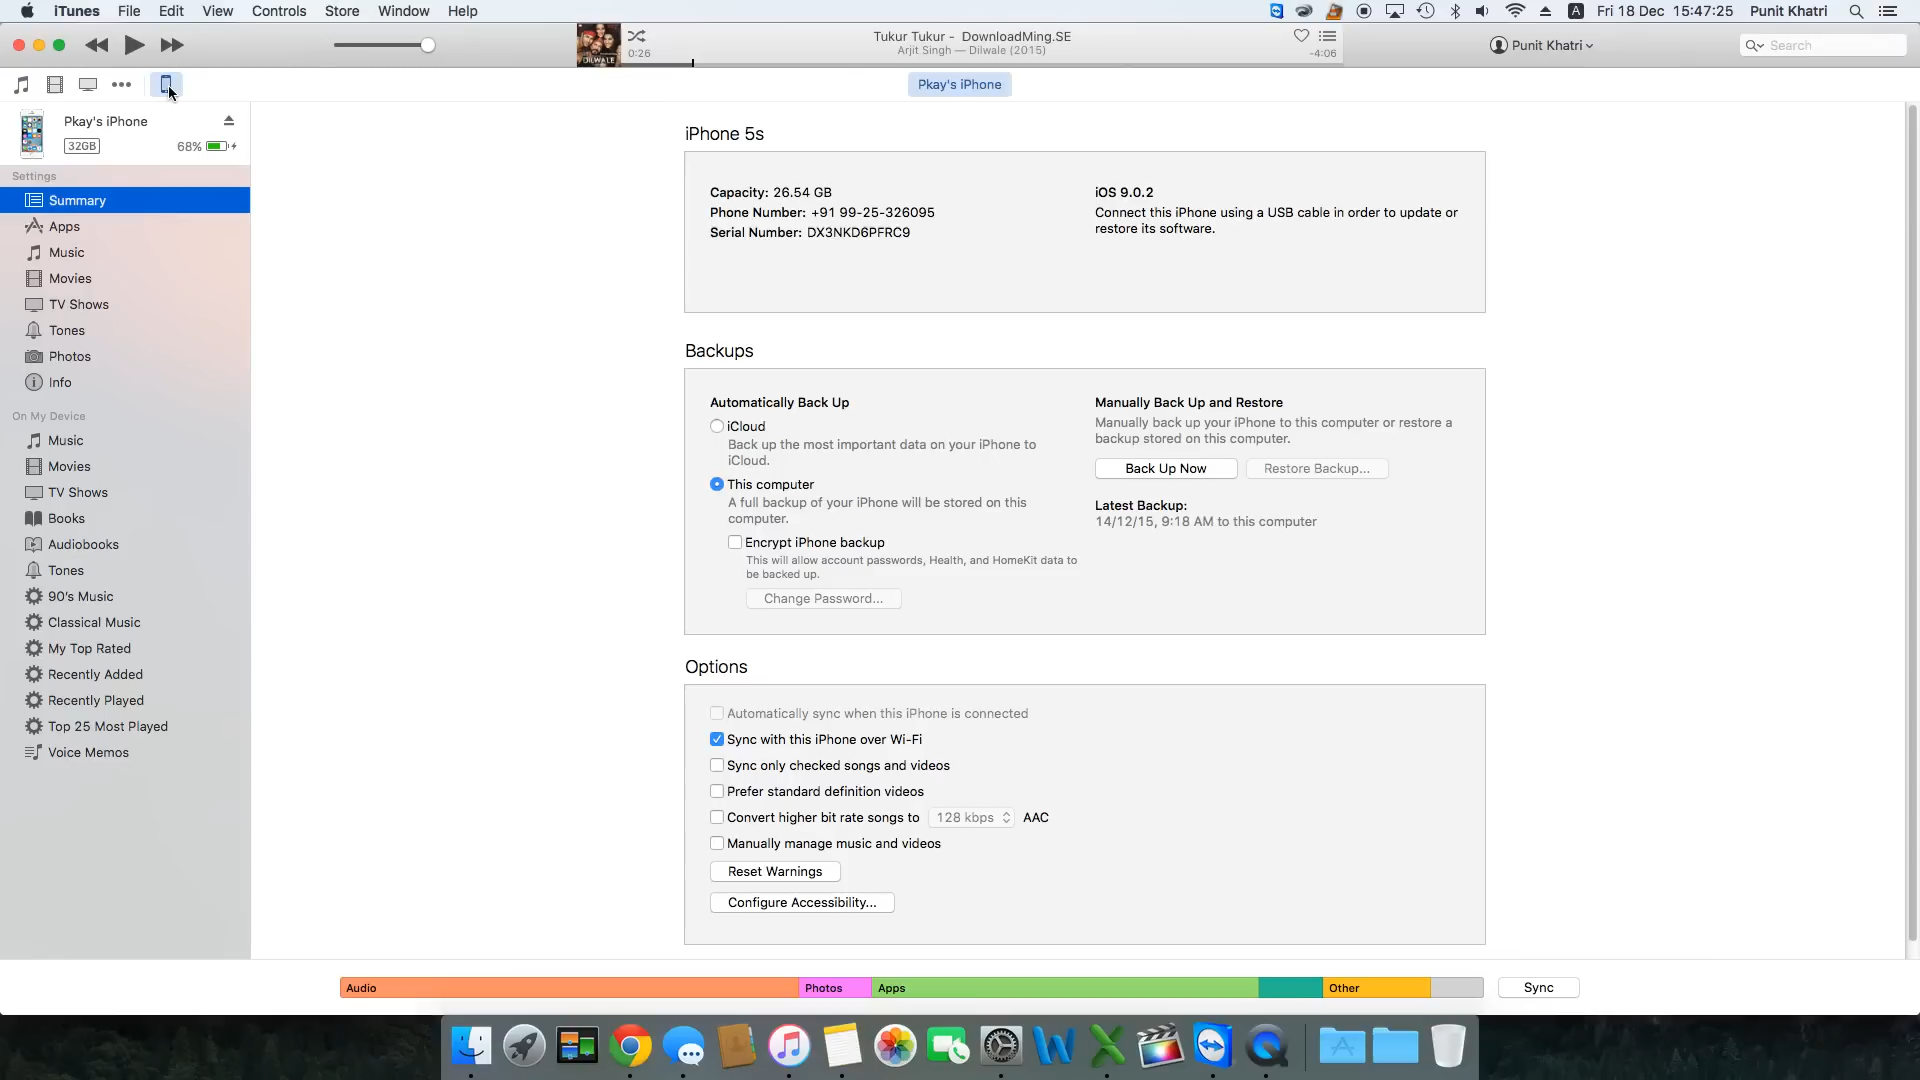 iTunes File Edit View Controls Store Window Help
A Fri 18 Dec 15:47:25 Punit Khatri
DILWALE
0:26
Tukur Tukur - DownloadMing.SE
Arjit Singh — Dilwale (2015)
-4:06
Punit Khatri
Search
Pkay's iPhone
Pkay's iPhone
32GB 68%
Settings
Summary
Apps
Music
Movies
TV Shows
Tones
Photos
Info
On My Device
Music
Movies
TV Shows
Books
Audiobooks
Tones
90's Music
Classical Music
My Top Rated
Recently Added
Recently Played
Top 25 Most Played
Voice Memos
iPhone 5s
Capacity: 26.54 GB
Phone Number: +91 99-25-326095
Serial Number: DX3NKD6PFRC9
iOS 9.0.2
Connect this iPhone using a USB cable in order to update or
restore its software.
Backups
Automatically Back Up
iCloud
Back up the most important data on your iPhone to
iCloud.
This computer
A full backup of your iPhone will be stored on this
computer.
Encrypt iPhone backup
This will allow account passwords, Health, and HomeKit data to
be backed up.
Change Password...
Manually Back Up and Restore
Manually back up your iPhone to this computer or restore a
backup stored on this computer.
Back Up Now Restore Backup...
Latest Backup:
14/12/15, 9:18 AM to this computer
Options
Automatically sync when this iPhone is connected
Sync with this iPhone over Wi-Fi
Sync only checked songs and videos
Prefer standard definition videos
Convert higher bit rate songs to 128 kbps AAC
Manually manage music and videos
Reset Warnings
Configure Accessibility...
Audio Photos Apps Other Sync